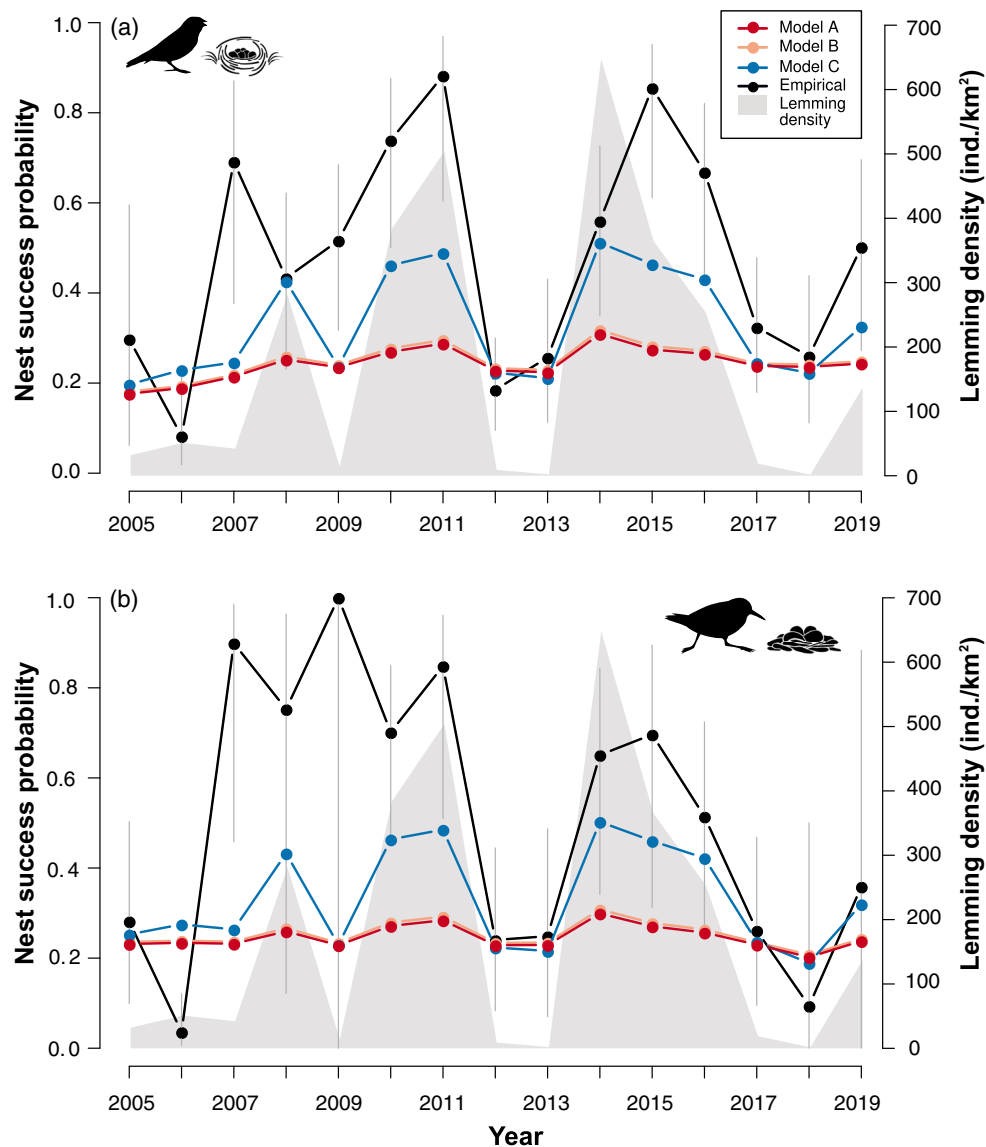 (a)
Model A
Model B
Model C
Empirical
Lemming
density
Nest success probability
1.0
0.8
0.6
0.4
0.2
0.0
Lemming density (ind./km²)
700
600
500
400
300
200
100
0
2005 2007 2009 2011 2013 2015 2017 2019
(b)
Nest success probability
1.0
0.8
0.6
0.4
0.2
0.0
Lemming density (ind./km²)
700
600
500
400
300
200
100
0
2005 2007 2009 2011 2013 2015 2017 2019
Year